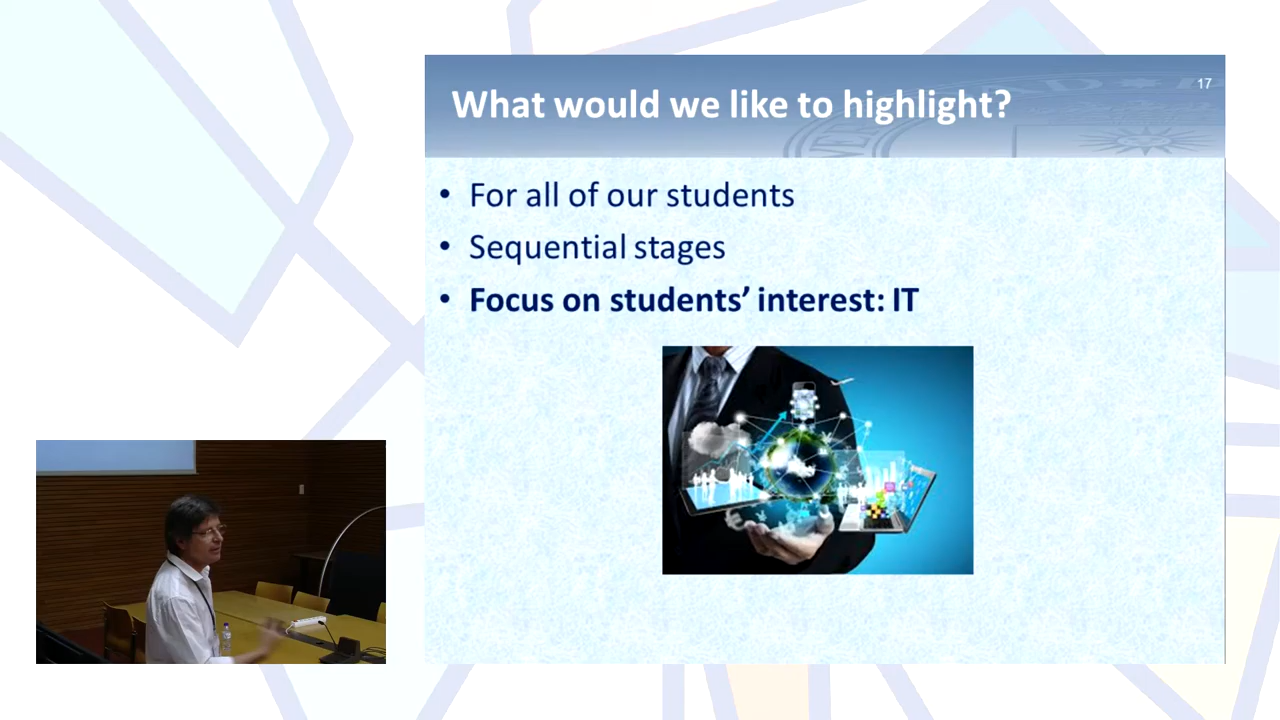 17
What would we like to highlight?
• For all of our students
• Sequential stages
• Focus on students’ interest: IT